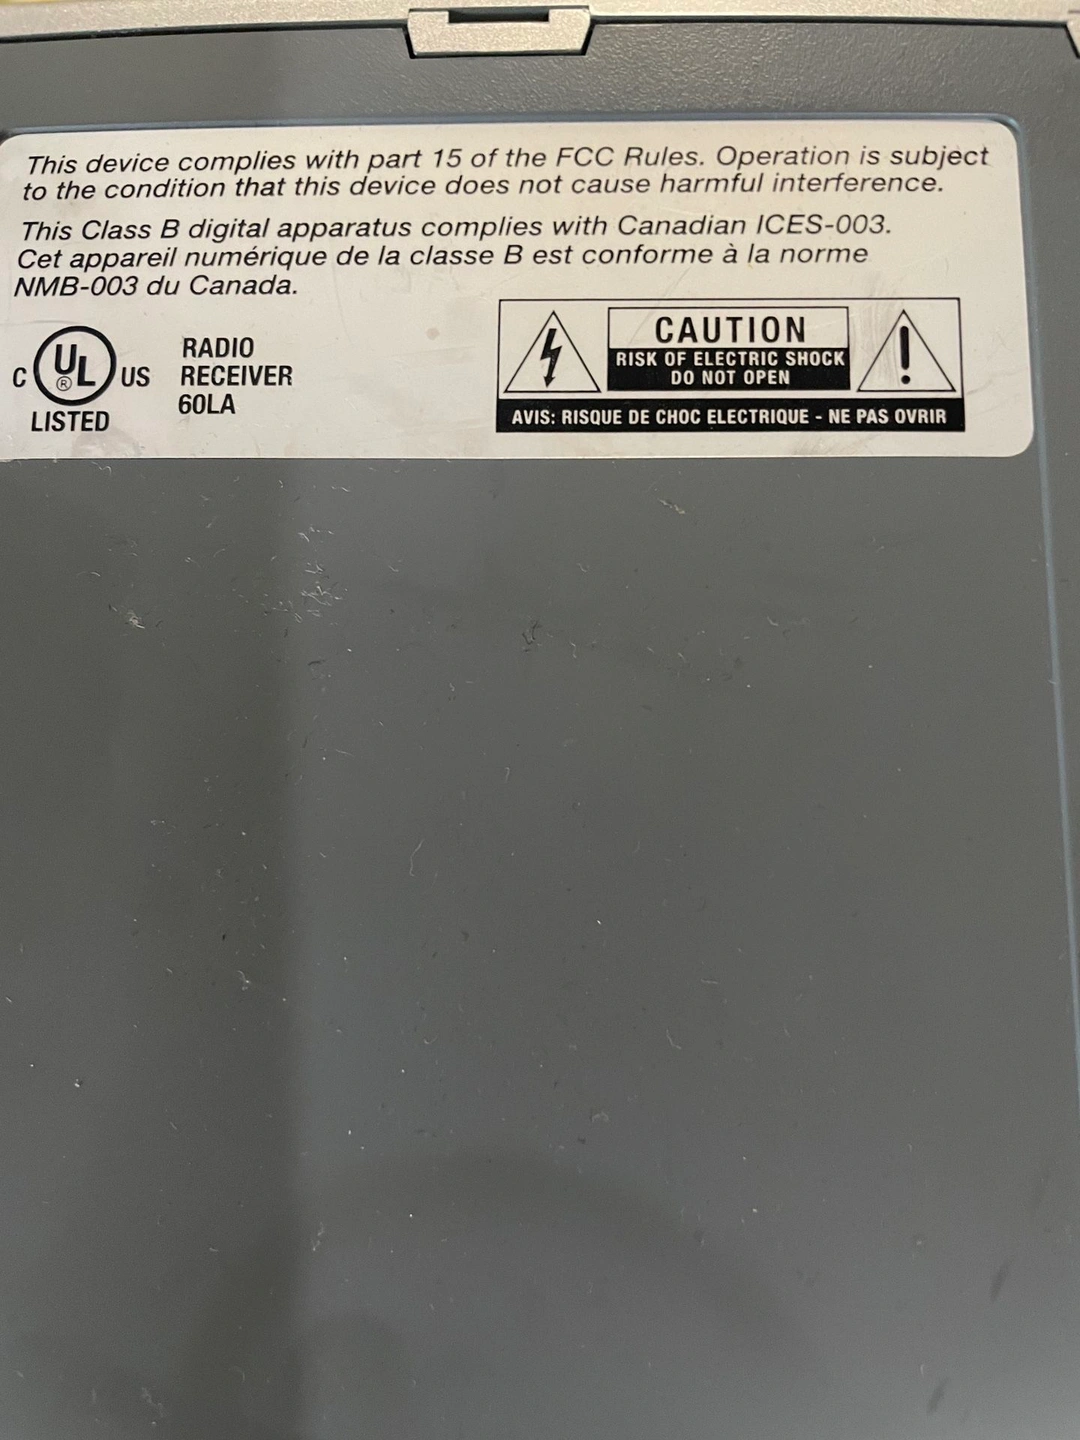 This device complies with part 15 of the FCC Rules. Operation is subject
to the condition that this device does not cause harmful interference.
This Class B digital apparatus complies with Canadian ICES-003.
Cet appareil numérique de la classe B est conforme à la norme
NMB-003 du Canada.
C UL ® US
LISTED
RADIO
RECEIVER
60LA
CAUTION
RISK OF ELECTRIC SHOCK
DO NOT OPEN
AVIS: RISQUE DE CHOC ELECTRIQUE - NE PAS OVRIR